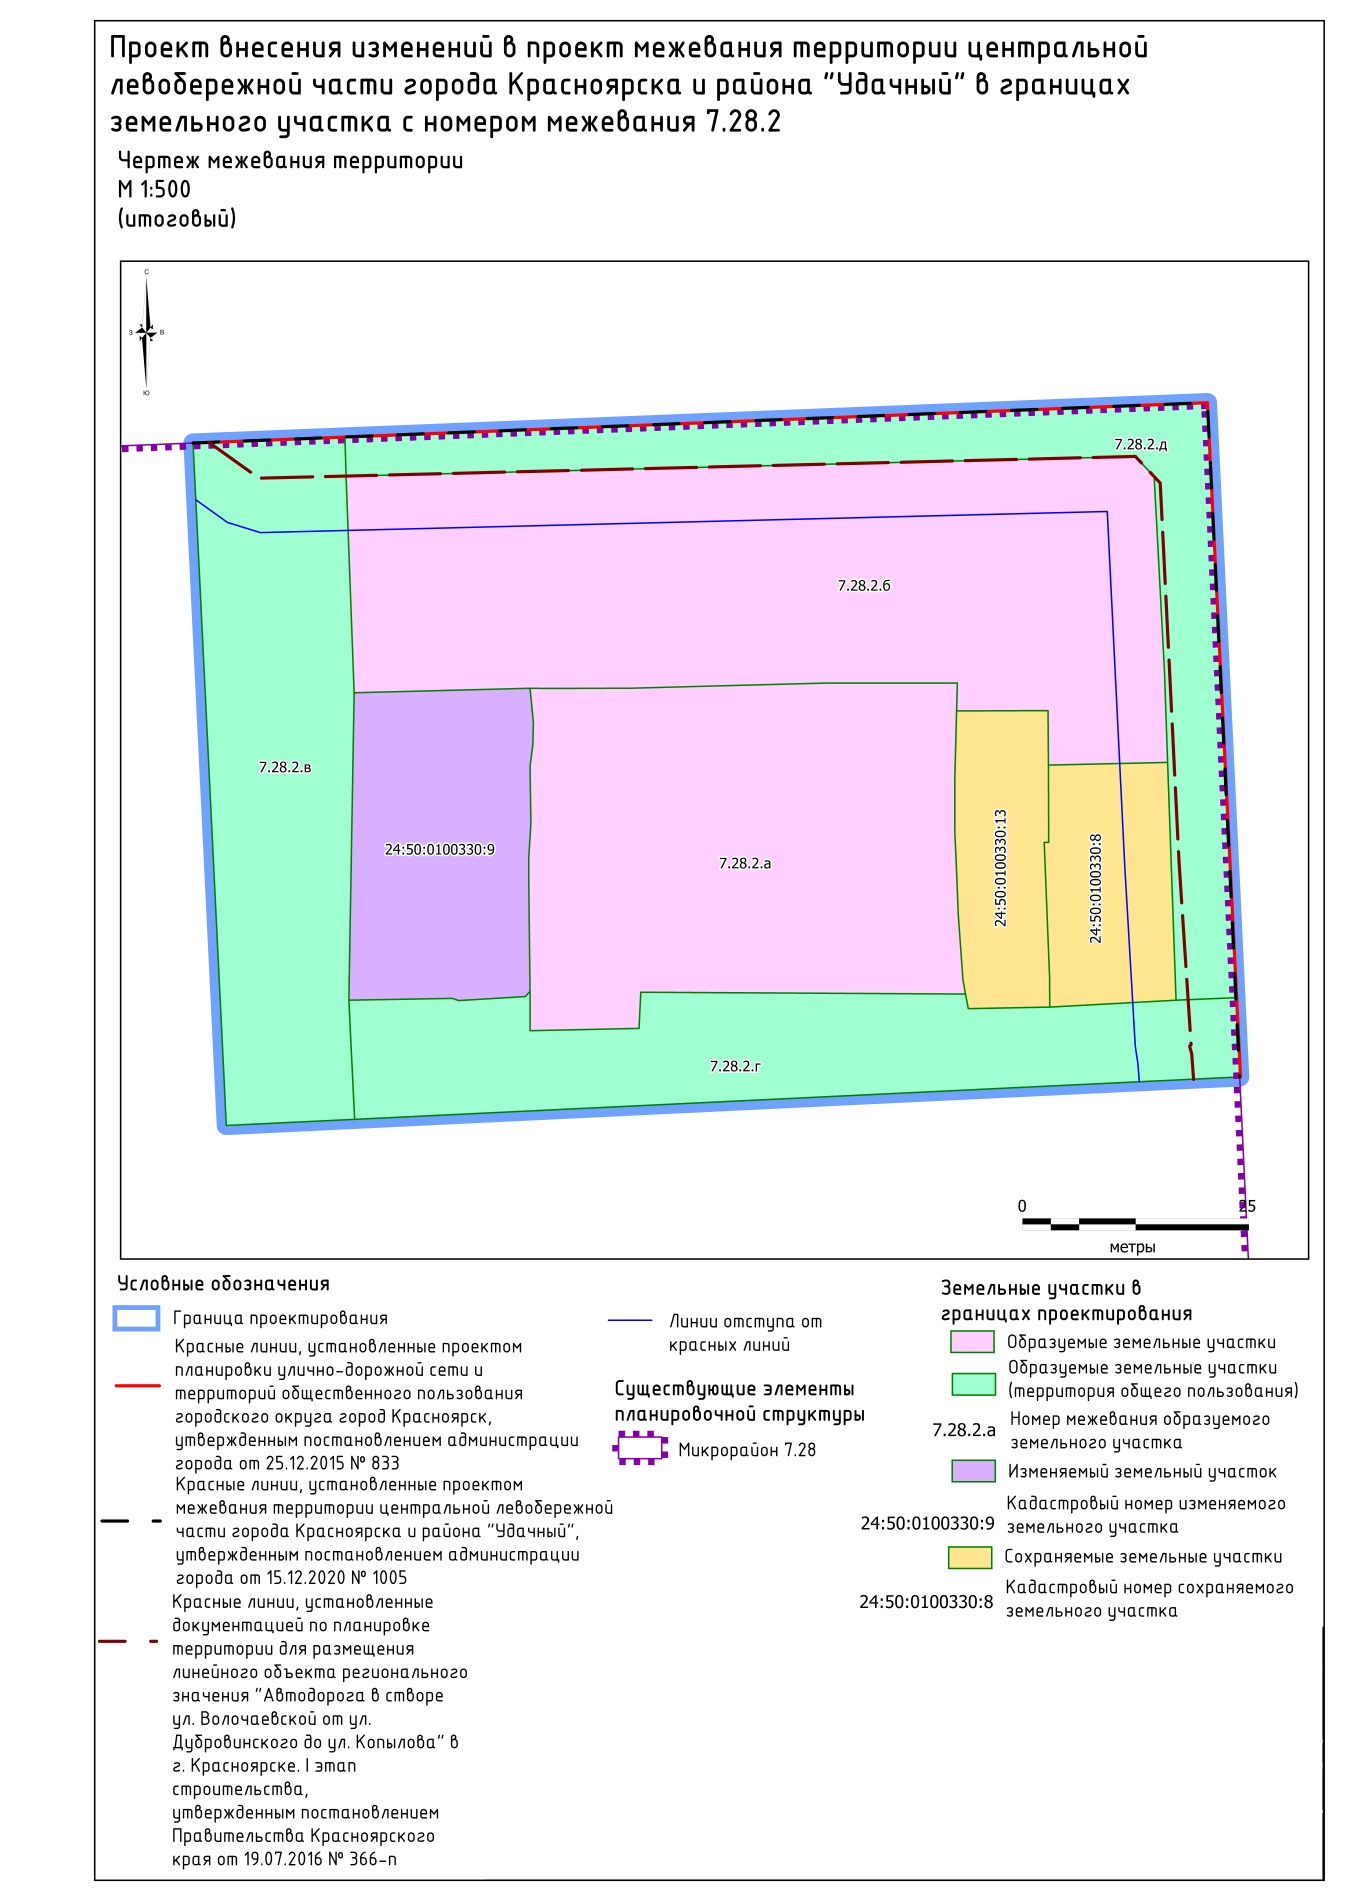 Проект внесения изменений в проект межевания территории центральной
левобережной части города Красноярска и района "Удачный" в границах
земельного участка с номером межевания 7.28.2
Чертеж межевания территории
М 1:500
(итоговый)
С
З
В
Ю
7.28.2.д
7.28.2.б
7.28.2.в
24:50:0100330:9
7.28.2.а
24:50:0100330:13
24:50:0100330:8
7.28.2.г
0
25
метры
Условные обозначения
Граница проектирования
Красные линии, установленные проектом
планировки улично-дорожной сети и
территорий общественного пользования
городского округа город Красноярск,
утвержденным постановлением администрации
города от 25.12.2015 № 833
Красные линии, установленные проектом
межевания территории центральной левобережной
части города Красноярска и района "Удачный",
утвержденным постановлением администрации
города от 15.12.2020 № 1005
Красные линии, установленные
документацией по планировке
территории для размещения
линейного объекта регионального
значения "Автодорога в створе
ул. Волочаевской от ул.
Дубровинского до ул. Копылова" в
г. Красноярске. I этап
строительства,
утвержденным постановлением
Правительства Красноярского
края от 19.07.2016 № 366-п
Линии отступа от
красных линий
Существующие элементы
планировочной структуры
Микрорайон 7.28
Земельные участки в
границах проектирования
Образуемые земельные участки
Образуемые земельные участки
(территория общего пользования)
7.28.2.а
Номер межевания образуемого
земельного участка
Изменяемый земельный участок
24:50:0100330:9
Кадастровый номер изменяемого
земельного участка
Сохраняемые земельные участки
24:50:0100330:8
Кадастровый номер сохраняемого
земельного участка